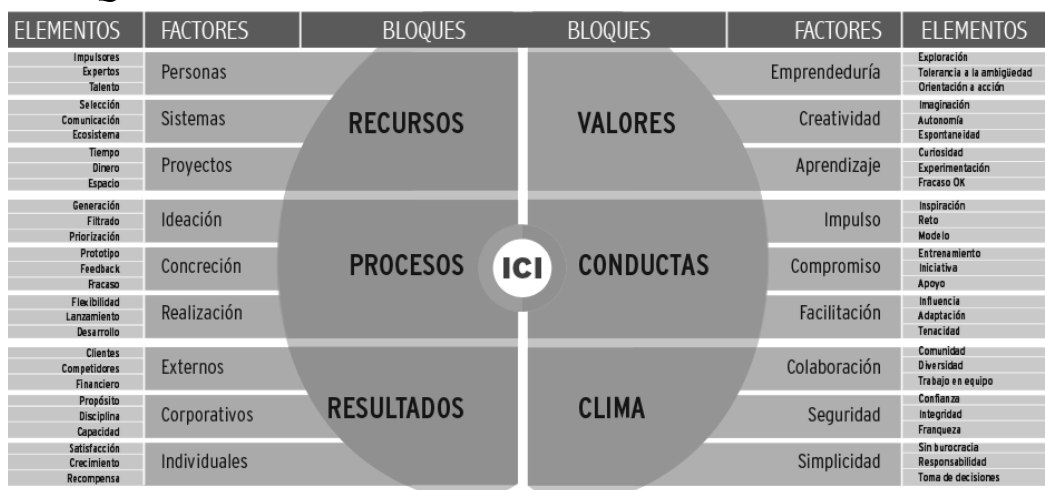 ELEMENTOS FACTORES BLOQUES BLOQUES FACTORES ELEMENTOS
Impulsores
Expertos
Talento
Personas
Selección
Comunicación
Ecosistema
Sistemas
Tiempo
Dinero
Espacio
Proyectos
RECURSOS
VALORES
Emprendeduría
Exploración
Tolerancia a la ambigüedad
Orientación a acción
Creatividad
Imaginación
Autonomía
Espontaneidad
Aprendizaje
Curiosidad
Experimentación
Fracaso OK
Generación
Filtrado
Priorización
Ideación
Prototipo
Feedback
Fracaso
Concreción
Flexibilidad
Lanzamiento
Desarrollo
Realización
PROCESOS
ICI
CONDUCTAS
Impulso
Inspiración
Reto
Modelo
Compromiso
Entrenamiento
Iniciativa
Apoyo
Facilitación
Influencia
Adaptación
Tenacidad
Clientes
Competidores
Financiero
Externos
Propósito
Disciplina
Capacidad
Corporativos
Satisfacción
Crecimiento
Recompensa
Individuales
RESULTADOS
CLIMA
Colaboración
Comunidad
Diversidad
Trabajo en equipo
Seguridad
Confianza
Integridad
Franqueza
Simplicidad
Sin burocracia
Responsabilidad
Toma de decisiones